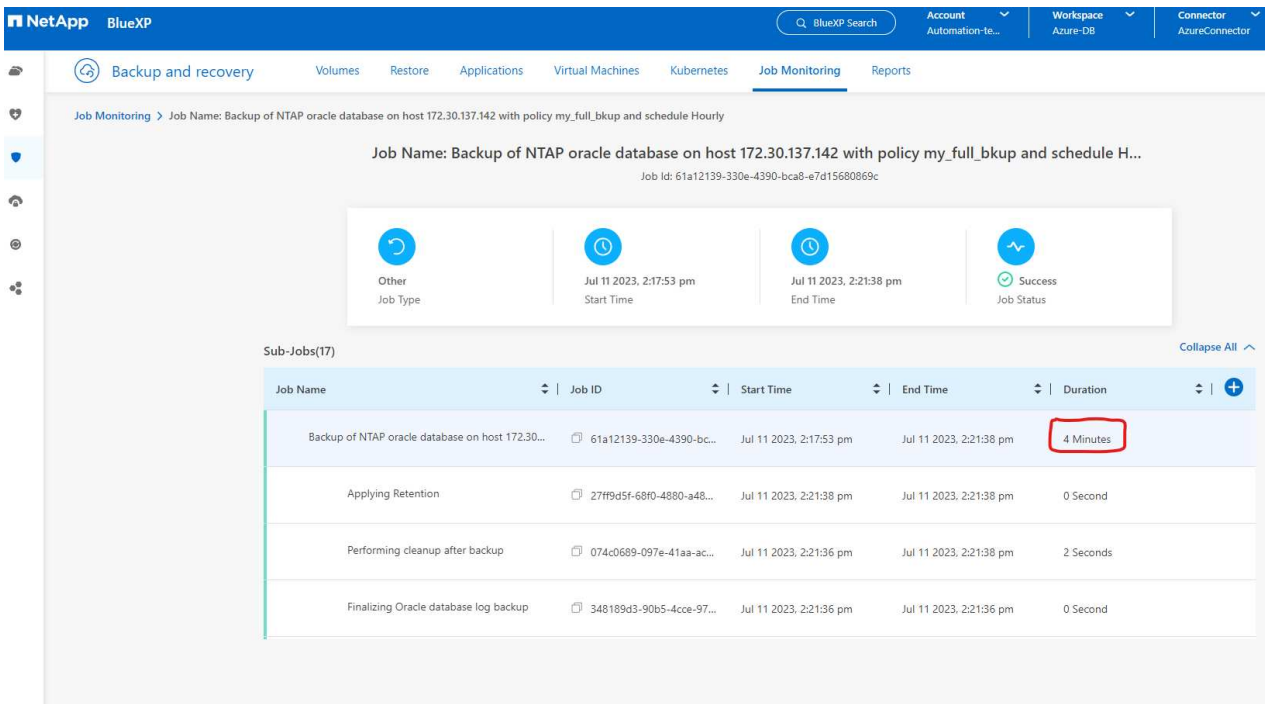 NetApp BlueXP
BlueXP Search
Account
Automation-te...
Workspace
Azure-DB
Connector
AzureConnector
Backup and recovery
Volumes Restore Applications Virtual Machines Kubernetes Job Monitoring Reports
Job Monitoring > Job Name: Backup of NTAP oracle database on host 172.30.137.142 with policy my_full_bkup and schedule Hourly
Job Name: Backup of NTAP oracle database on host 172.30.137.142 with policy my_full_bkup and schedule H...
Job Id: 61a12139-330e-4390-bca8-e7d15680869c
Other
Job Type
Jul 11 2023, 2:17:53 pm
Start Time
Jul 11 2023, 2:21:38 pm
End Time
Success
Job Status
Sub-Jobs(17)
Collapse All
Job Name Job ID Start Time End Time Duration
Backup of NTAP oracle database on host 172.30... 61a12139-330e-4390-bc... Jul 11 2023, 2:17:53 pm Jul 11 2023, 2:21:38 pm 4 Minutes
Applying Retention 27ff9d5f-68f0-4880-a48... Jul 11 2023, 2:21:38 pm Jul 11 2023, 2:21:38 pm 0 Second
Performing cleanup after backup 074c0689-097e-41aa-ac... Jul 11 2023, 2:21:36 pm Jul 11 2023, 2:21:38 pm 2 Seconds
Finalizing Oracle database log backup 348189d3-90b5-4cce-97... Jul 11 2023, 2:21:36 pm Jul 11 2023, 2:21:36 pm 0 Second